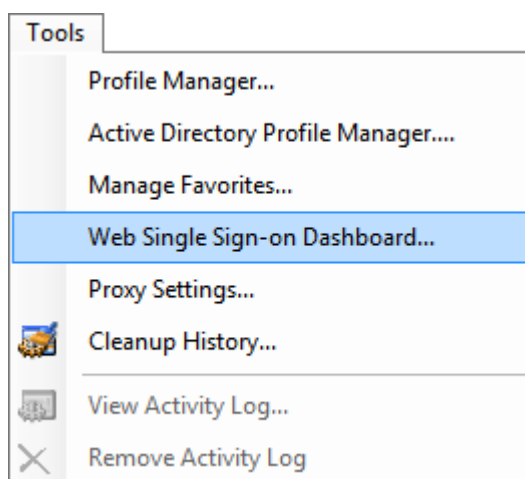 Tools
Profile Manager...
Active Directory Profile Manager....
Manage Favorites...
Web Single Sign-on Dashboard...
Proxy Settings...
Cleanup History...
View Activity Log...
Remove Activity Log